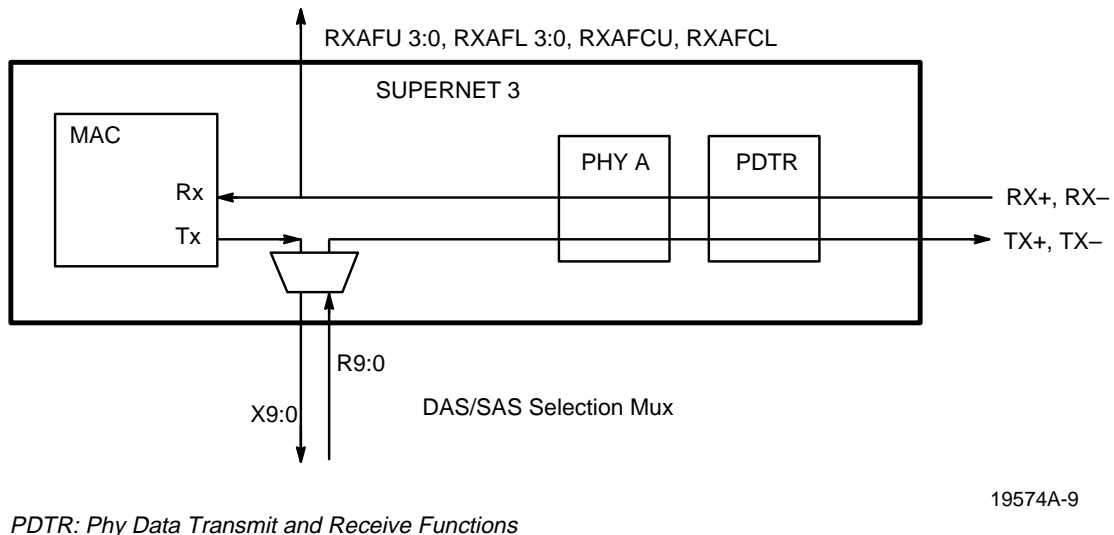 RXAFU 3:0, RXAFL 3:0, RXAFCU, RXAFCL
SUPERNET 3
MAC
PHY A
PDTR
Rx
RX+, RX–
Tx
TX+, TX–
R9:0
X9:0
DAS/SAS Selection Mux
19574A-9
PDTR: Phy Data Transmit and Receive Functions